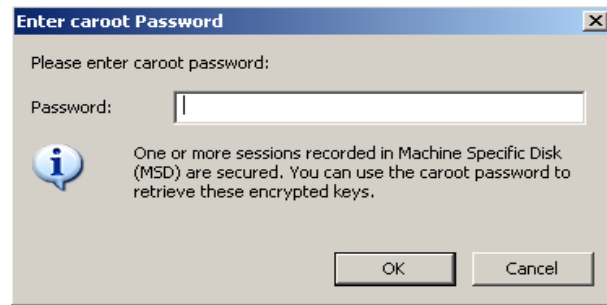 Enter caroot Password
Please enter caroot password:
Password:
One or more sessions recorded in Machine Specific Disk
(MSD) are secured. You can use the caroot password to
retrieve these encrypted keys.
OK
Cancel